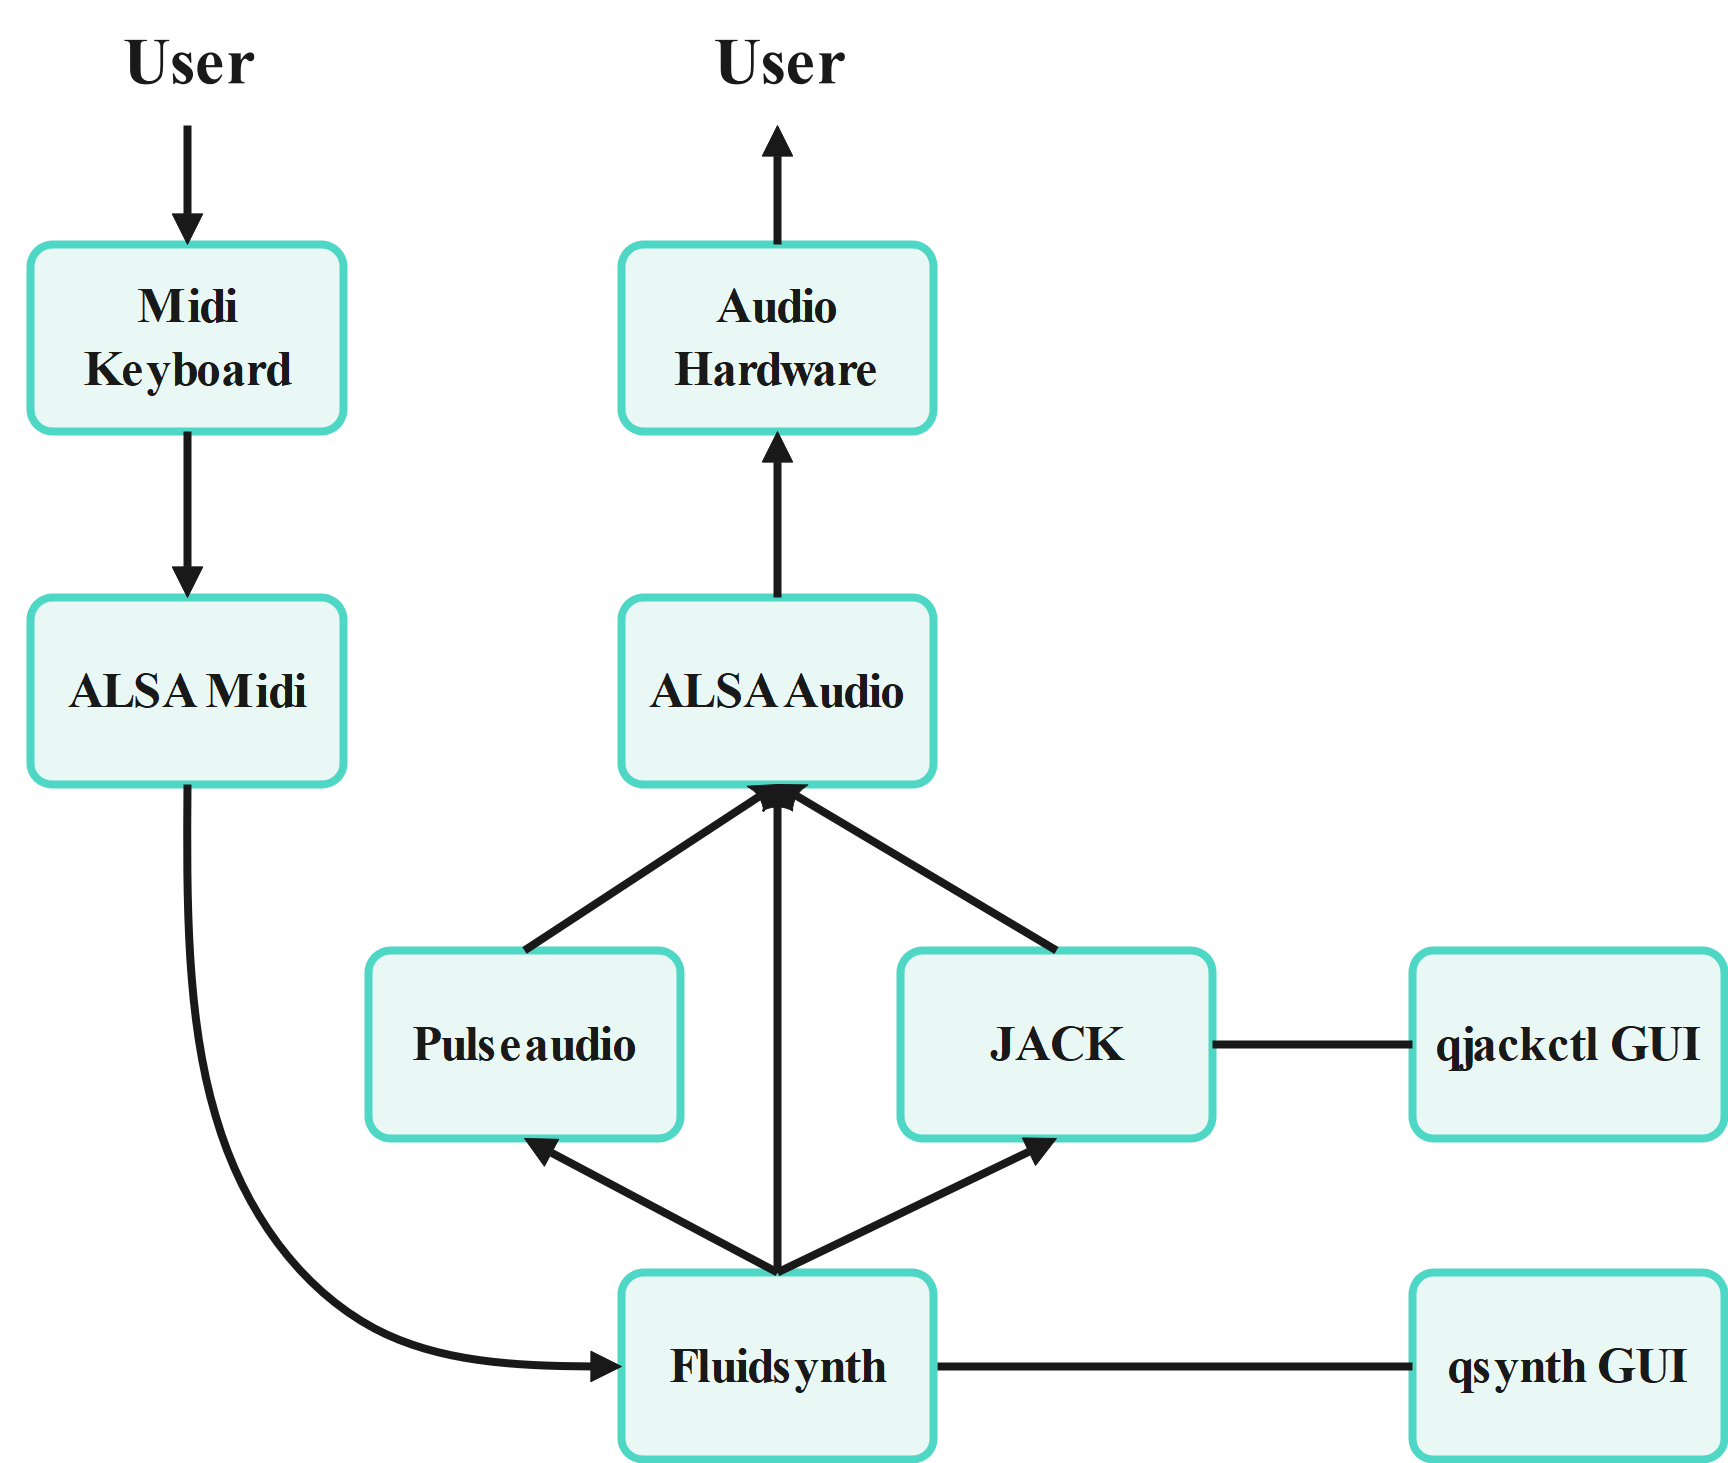 User
User
Midi
Keyboard
Audio
Hardware
ALSA Midi
ALSA Audio
Pulseaudio
JACK
qjackctl GUI
Fluidsynth
qsynth GUI